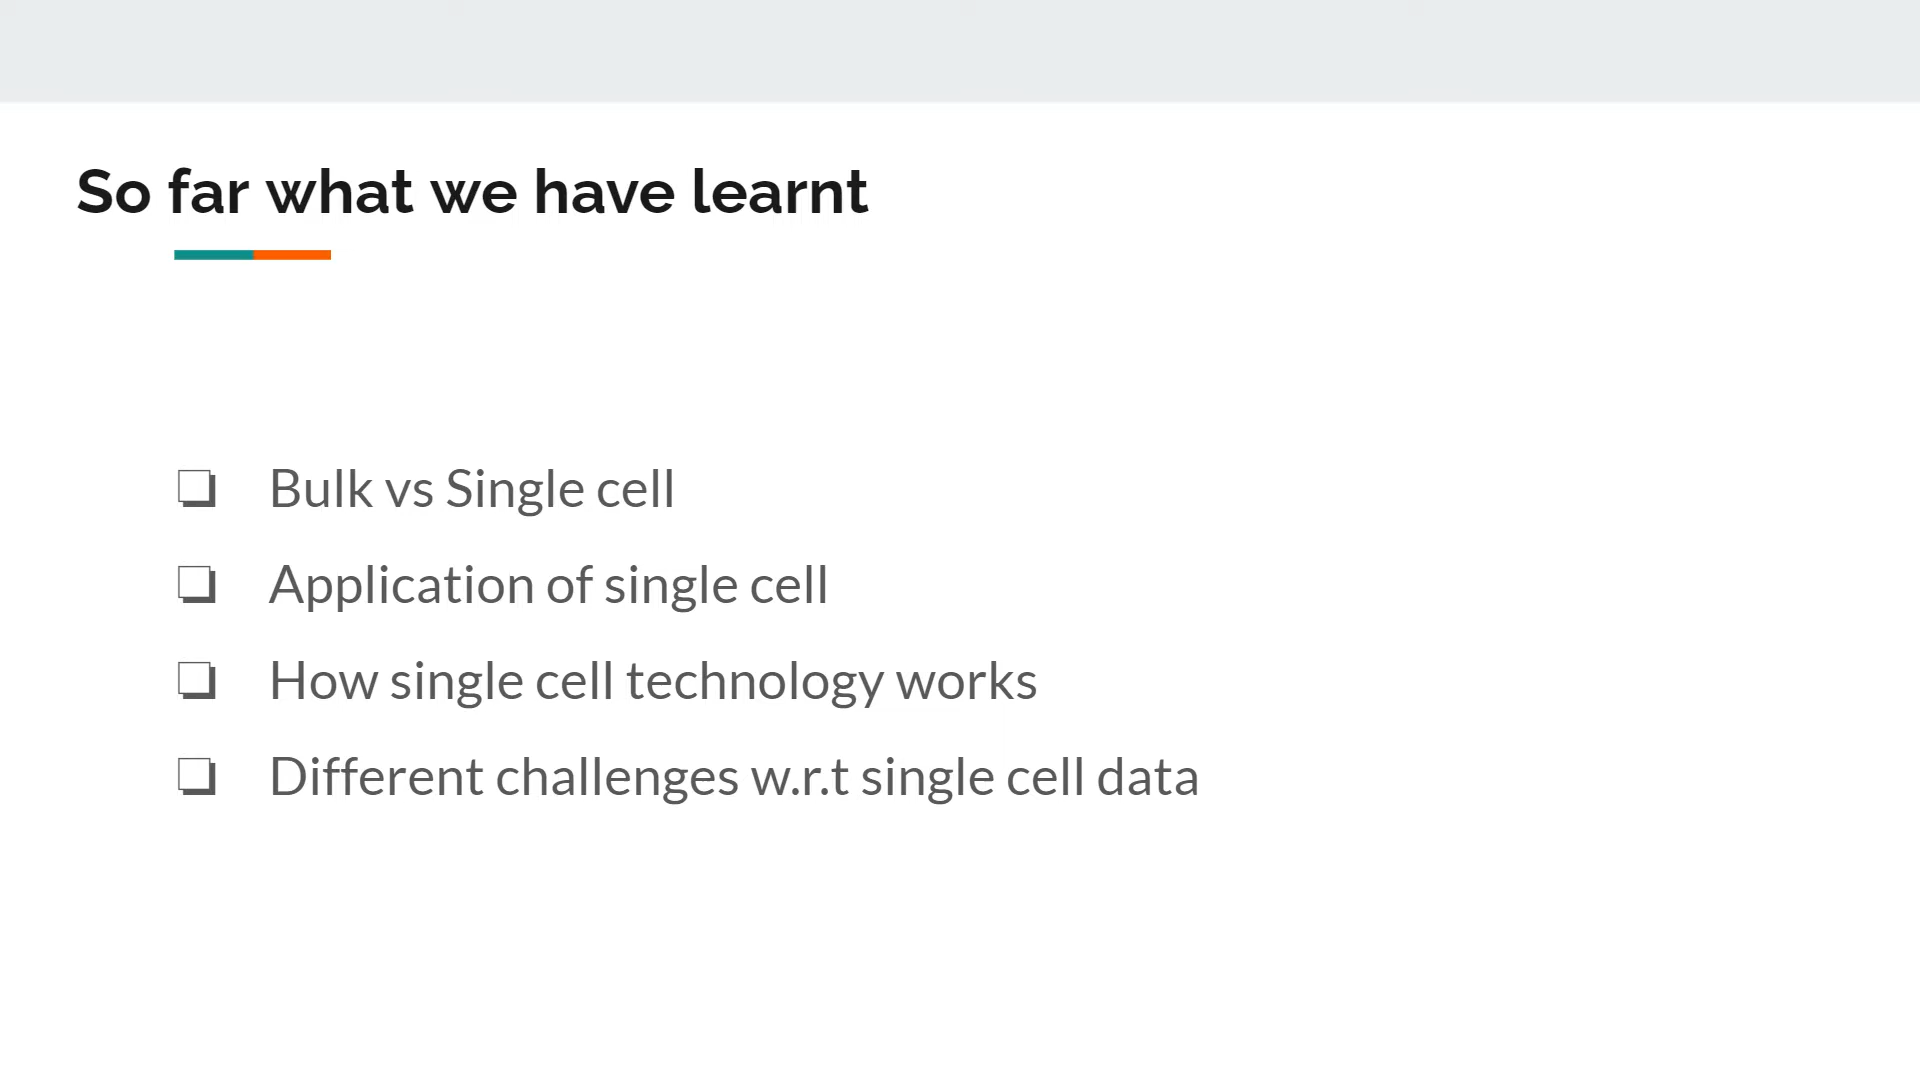 So far what we have learnt
❏ Bulk vs Single cell
❏ Application of single cell
❏ How single cell technology works
❏ Different challenges w.r.t single cell data